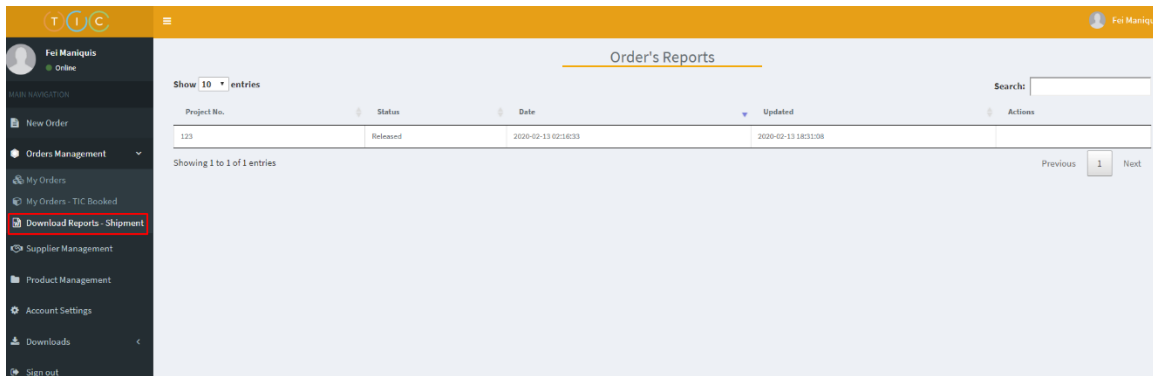 TIC
Fei Maniqu
Fei Maniquis
Online
MAIN NAVIGATION
New Order
Orders Management
My Orders
My Orders - TIC Booked
Download Reports - Shipment
Supplier Management
Product Management
Account Settings
Downloads
Sign out
Order's Reports
Show 10 entries
Search:
Project No. Status Date Updated Actions
123 Released 2020-02-13 02:16:33 2020-02-13 18:31:08
Showing 1 to 1 of 1 entries
Previous 1 Next